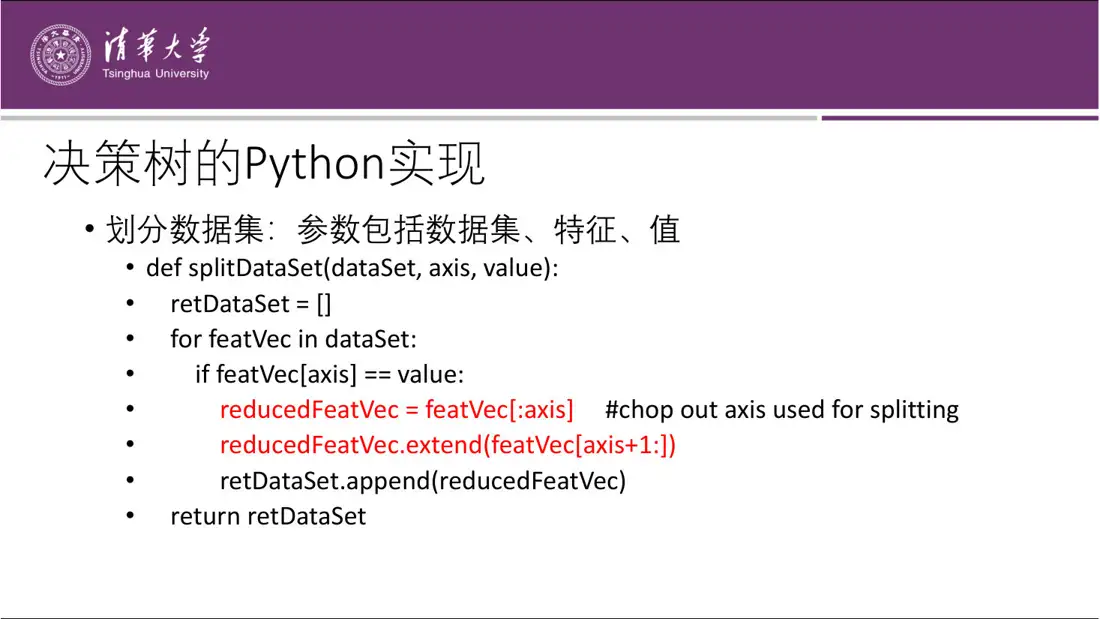 清华大学
Tsinghua University
决策树的Python实现
• 划分数据集：参数包括数据集、特征、值
• def splitDataSet(dataSet, axis, value):
• retDataSet = []
• for featVec in dataSet:
• if featVec[axis] == value:
• reducedFeatVec = featVec[:axis] #chop out axis used for splitting
• reducedFeatVec.extend(featVec[axis+1:])
• retDataSet.append(reducedFeatVec)
• return retDataSet